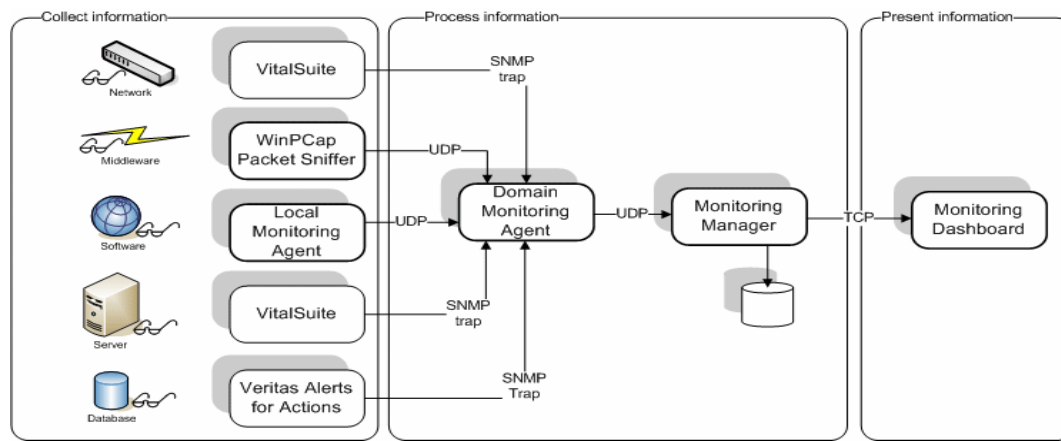 Collect information
Process information
Present information
Network
VitalSuite
SNMP
trap
Middleware
WinPCap
Packet Sniffer
UDP
Software
Local
Monitoring
Agent
UDP
Domain
Monitoring
Agent
UDP
Monitoring
Manager
TCP
Monitoring
Dashboard
Server
VitalSuite
SNMP
trap
Database
Veritas Alerts
for Actions
SNMP
Trap